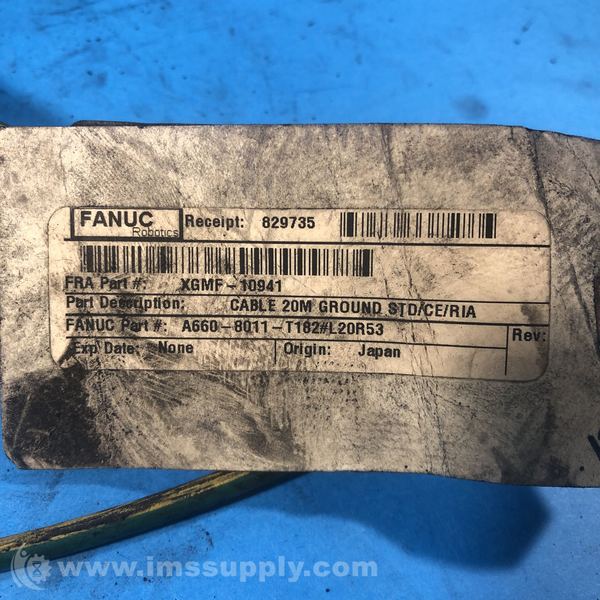 FANUC Robotics Receipt: 829735
FRA Part #: XGMF-10941
Part Description: CABLE 20M GROUND STD/CE/RIA
FANUC Part #: A660-8011-T182#L20R53 Rev:
Exp Date: None Origin: Japan
www.imssupply.com